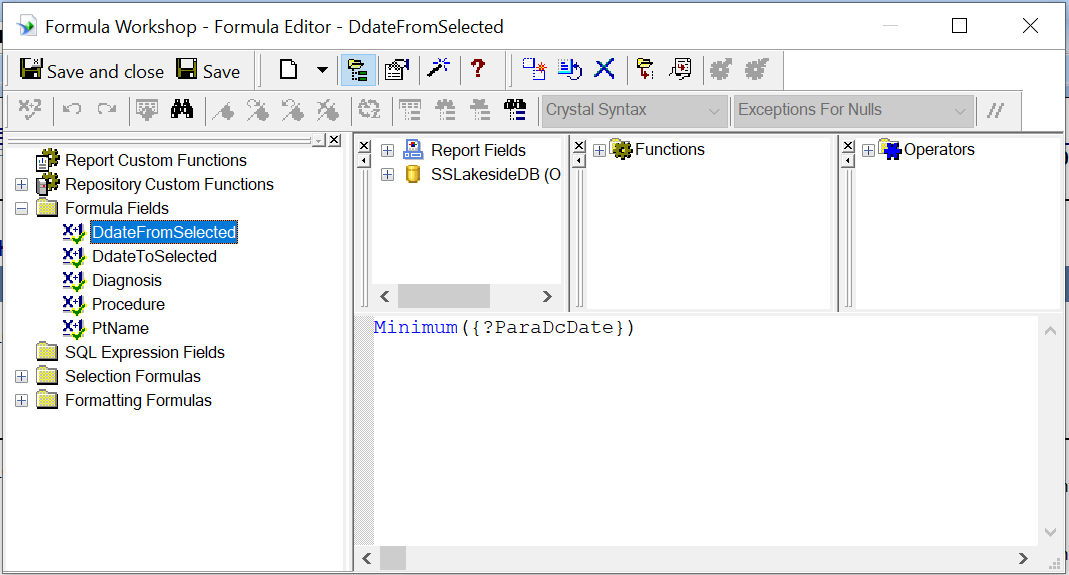 Formula Workshop - Formula Editor - DdateFromSelected
Save and close Save
Crystal Syntax Exceptions For Nulls //
Report Custom Functions
Repository Custom Functions
Formula Fields
DdateFromSelected
DdateToSelected
Diagnosis
Procedure
PtName
SQL Expression Fields
Selection Formulas
Formatting Formulas
Report Fields
SSLakesideDB (O
Functions
Operators
Minimum({?ParaDcDate})